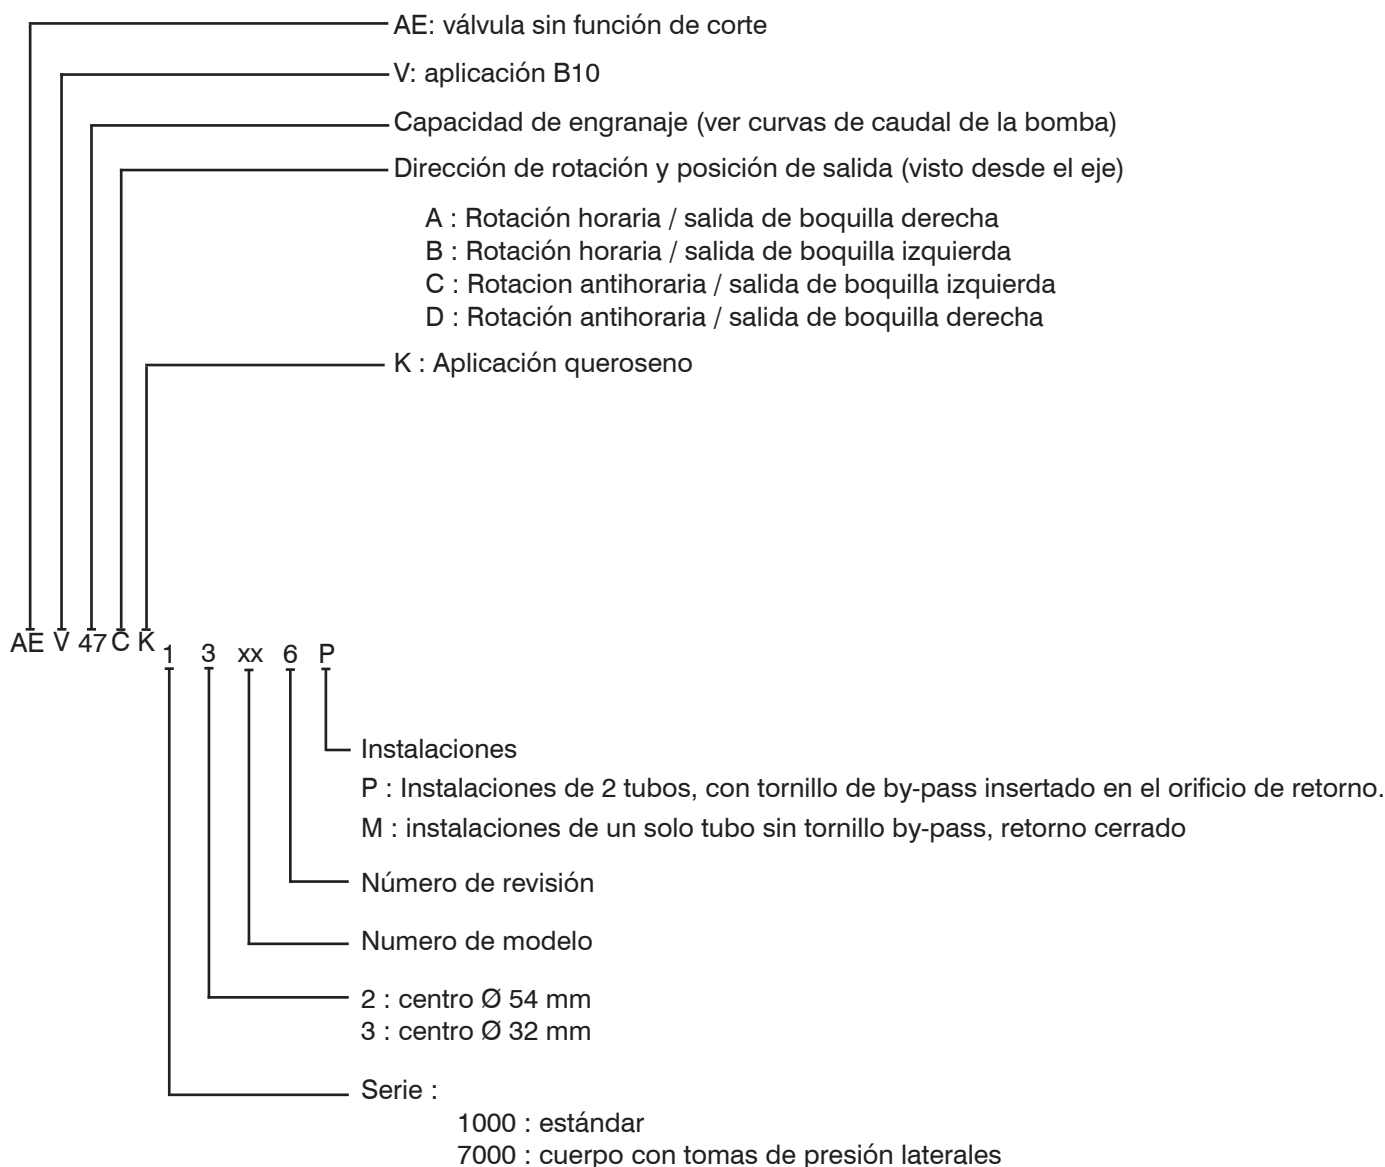 AE: válvula sin función de corte
V: aplicación B10
Capacidad de engranaje (ver curvas de caudal de la bomba)
Dirección de rotación y posición de salida (visto desde el eje)
A : Rotación horaria / salida de boquilla derecha
B : Rotación horaria / salida de boquilla izquierda
C : Rotacion antihoraria / salida de boquilla izquierda
D : Rotación antihoraria / salida de boquilla derecha
K : Aplicación queroseno
AE V 47 C K 1 3 xx 6 P
Instalaciones
P : Instalaciones de 2 tubos, con tornillo de by-pass insertado en el orificio de retorno.
M : instalaciones de un solo tubo sin tornillo by-pass, retorno cerrado
Número de revisión
Numero de modelo
2 : centro Ø 54 mm
3 : centro Ø 32 mm
Serie :
1000 : estándar
7000 : cuerpo con tomas de presión laterales